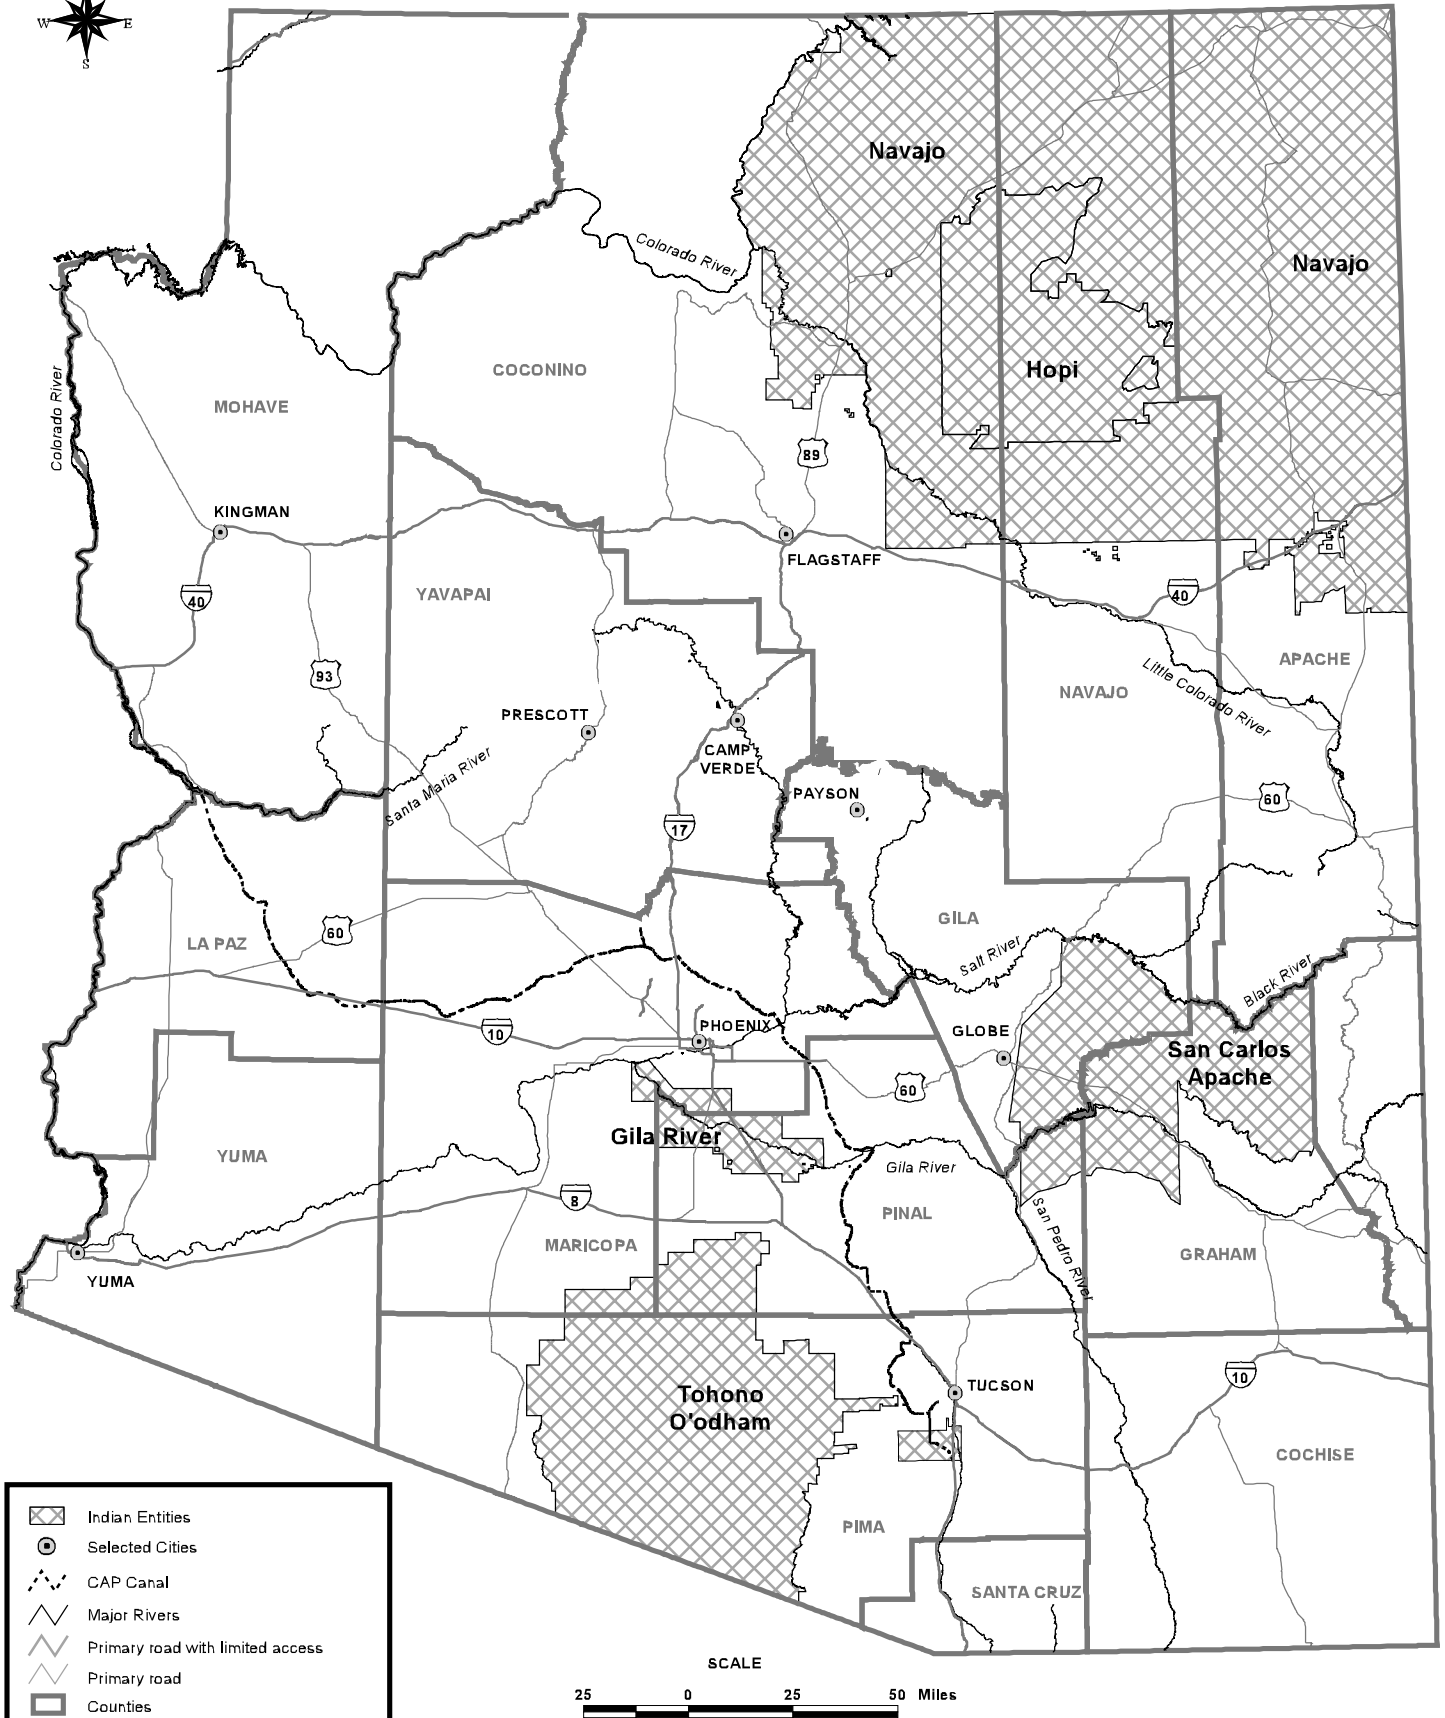 W
E
S
Navajo
Colorado River
Navajo
Hopi
COCONINO
MOHAVE
Colorado River
89
KINGMAN
FLAGSTAFF
40
YAVAPAI
40
APACHE
93
NAVAJO
Little Colorado River
PRESCOTT
CAMP
VERDE
Santa Maria River
PAYSON
60
17
GILA
60
LA PAZ
Salt River
Black River
10
PHOENIX
GLOBE
San Carlos
Apache
60
Gila River
YUMA
Gila River
8
PINAL
San Pedro River
MARICOPA
GRAHAM
YUMA
10
TUCSON
Tohono
O'odham
COCHISE
PIMA
SANTA CRUZ
Indian Entities
Selected Cities
CAP Canal
Major Rivers
Primary road with limited access
Primary road
Counties
SCALE
25 0 25 50 Miles